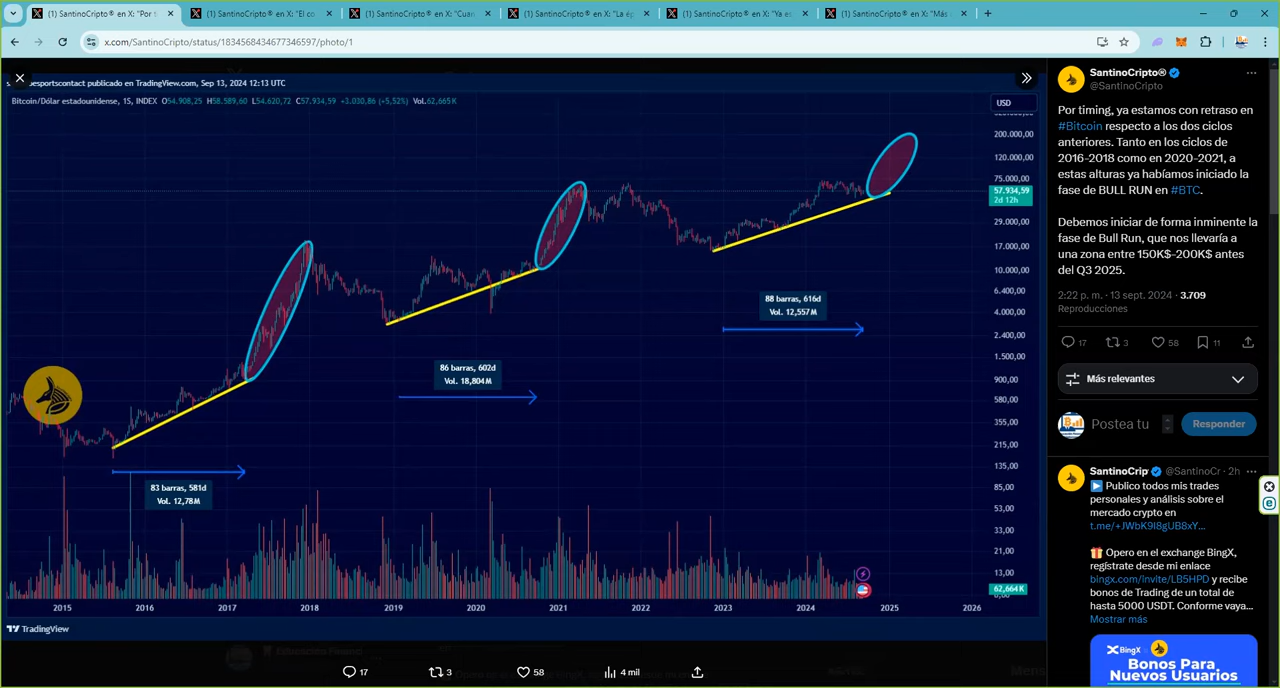 (1) SantinoCripto® en X: "Por t
(1) SantinoCripto® en X: "El co
(1) SantinoCripto® en X: "Cuan
(1) SantinoCripto® en X: "La ép
(1) SantinoCripto® en X: "Ya es
(1) SantinoCripto® en X: "Más
x.com/SantinoCripto/status/1834568434677346597/photo/1
esportscontact publicado en TradingView.com, Sep 13, 2024 12:13 UTC
Bitcoin/Dólar estadounidense, 1S, INDEX O54.908,25 H58.589,60 L54.620,72 C57.934,59 +3.030,86 (+5,52%) Vol.62,665K
USD
200.000,00
120.000,00
75.000,00
57.934,59
2d 12h
29.000,00
17.000,00
10.000,00
6.400,00
4.000,00
2.400,00
1.500,00
900,00
580,00
355,00
215,00
135,00
85,00
53,00
33,00
21,00
13,00
62,664K
88 barras, 616d
Vol. 12,557M
86 barras, 602d
Vol. 18,804M
83 barras, 581d
Vol. 12,78M
2015
2016
2017
2018
2019
2020
2021
2022
2023
2024
2025
2026
TradingView
17
3
58
4 mil
SantinoCripto®
@SantinoCripto
Por timing, ya estamos con retraso en
#Bitcoin respecto a los dos ciclos
anteriores. Tanto en los ciclos de
2016-2018 como en 2020-2021, a
estas alturas ya habíamos iniciado la
fase de BULL RUN en #BTC.
Debemos iniciar de forma inminente la
fase de Bull Run, que nos llevaría a
una zona entre 150K$-200K$ antes
del Q3 2025.
2:22 p. m. · 13 sept. 2024 · 3.709
Reproducciones
17
3
58
11
Más relevantes
Postea tu
Responder
SantinoCrip @SantinoCr · 2h
Publico todos mis trades
personales y análisis sobre el
mercado crypto en
t.me/+JWbK9I8gUB8xY...
Opero en el exchange BingX,
regístrate desde mi enlace
bingx.com/invite/LB5HPD y recibe
bonos de Trading de un total de
hasta 5000 USDT. Conforme vaya...
Mostrar más
BingX
Bonos Para
Nuevos Usuarios